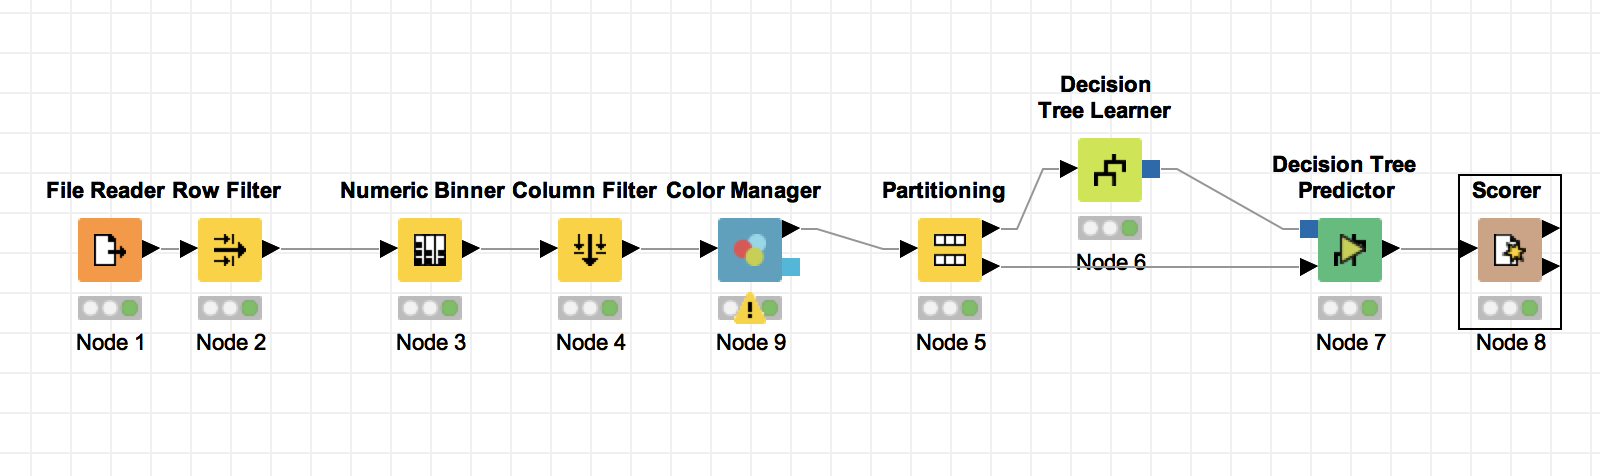 Decision
Tree Learner
Decision Tree
Predictor
File Reader Row Filter Numeric Binner Column Filter Color Manager Partitioning Scorer
Node 6
!
Node 1 Node 2 Node 3 Node 4 Node 9 Node 5 Node 7 Node 8